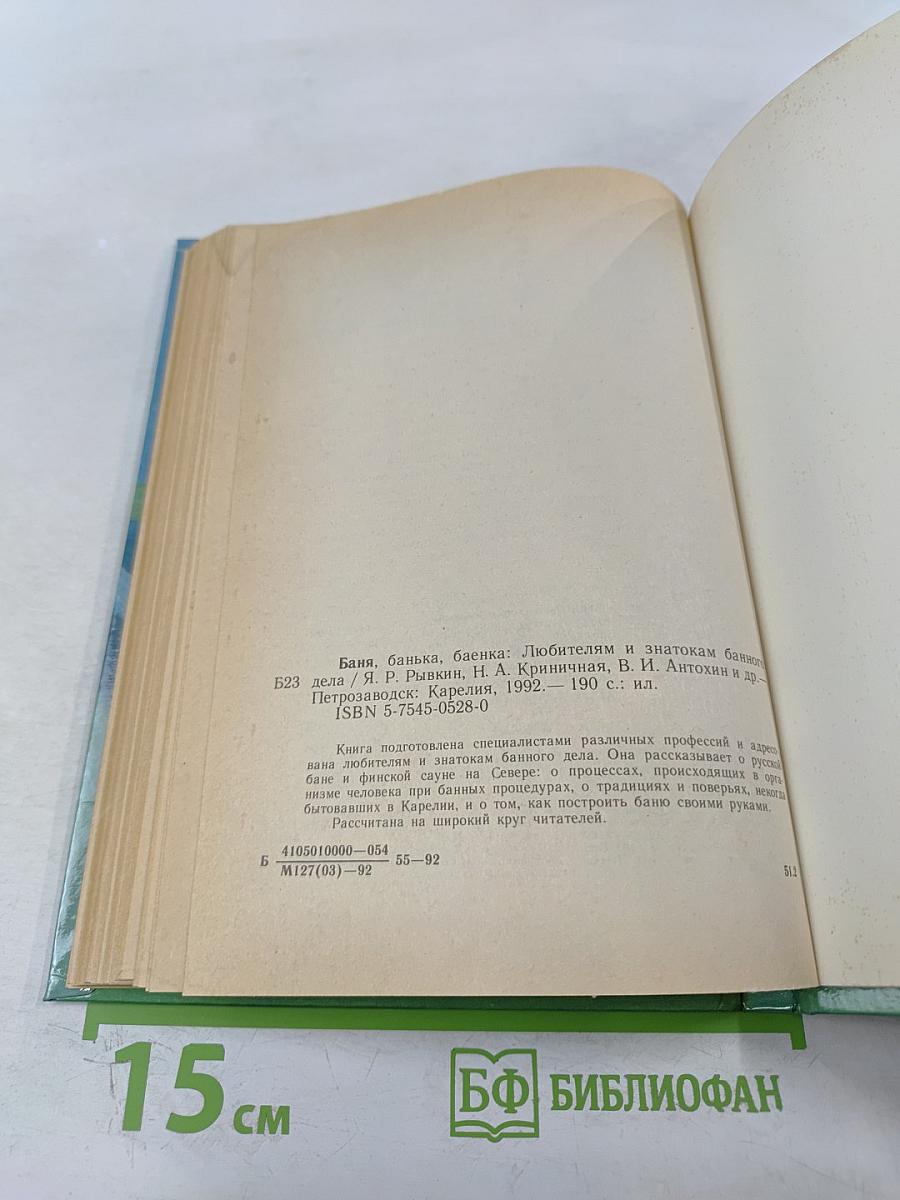 Баня, банька, баенка: Любителям и знатокам банного
Б23 дела / Я. Р. Рывкин, Н. А. Криничная, В. И. Антохин и др.—
Петрозаводск: Карелия, 1992.— 190 с.: ил.
ISBN 5-7545-0528-0
Книга подготовлена специалистами различных профессий и адресо-
вана любителям и знатокам банного дела. Она рассказывает о русской
бане и финской сауне на Севере: о процессах, происходящих в орга-
низме человека при банных процедурах, о традициях и поверьях, некогда
бытовавших в Карелии, и о том, как построить баню своими руками.
Рассчитана на широкий круг читателей.
Б 4105010000—054 55—92
М127(03)—92
51.2
15 см
БФ БИБЛИОФАН